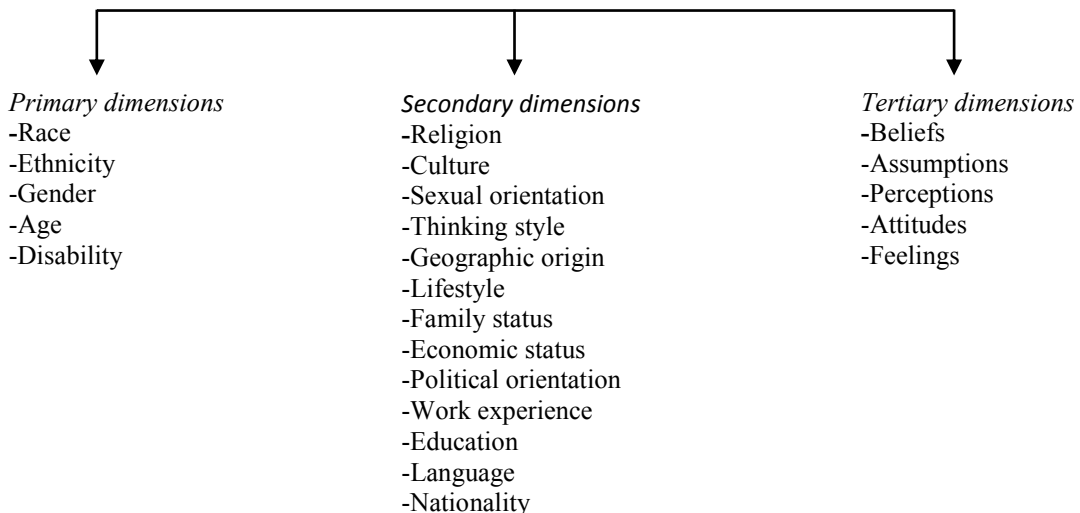 Primary dimensions
-Race
-Ethnicity
-Gender
-Age
-Disability
Secondary dimensions
-Religion
-Culture
-Sexual orientation
-Thinking style
-Geographic origin
-Lifestyle
-Family status
-Economic status
-Political orientation
-Work experience
-Education
-Language
-Nationality
Tertiary dimensions
-Beliefs
-Assumptions
-Perceptions
-Attitudes
-Feelings